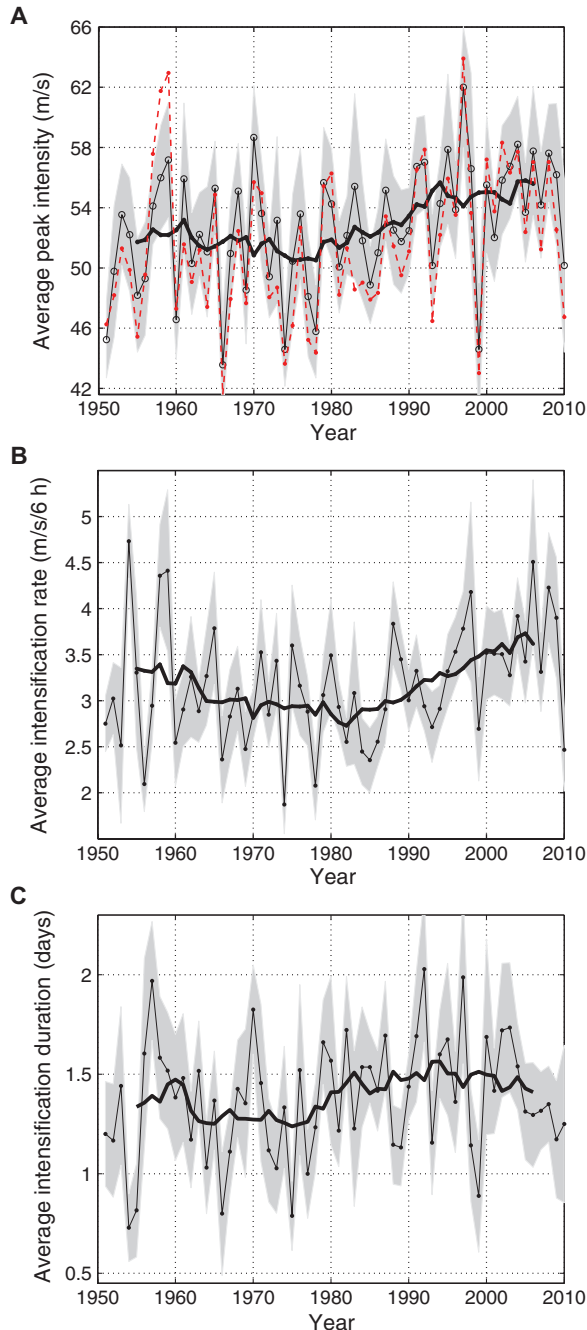 A
Average peak intensity (m/s)
66
62
58
54
50
46
42
1950 1960 1970 1980 1990 2000 2010
Year
B
Average intensification rate (m/s/6 h)
5
4.5
4
3.5
3
2.5
2
1.5
1950 1960 1970 1980 1990 2000 2010
Year
C
Average intensification duration (days)
2
1.5
1
0.5
1950 1960 1970 1980 1990 2000 2010
Year